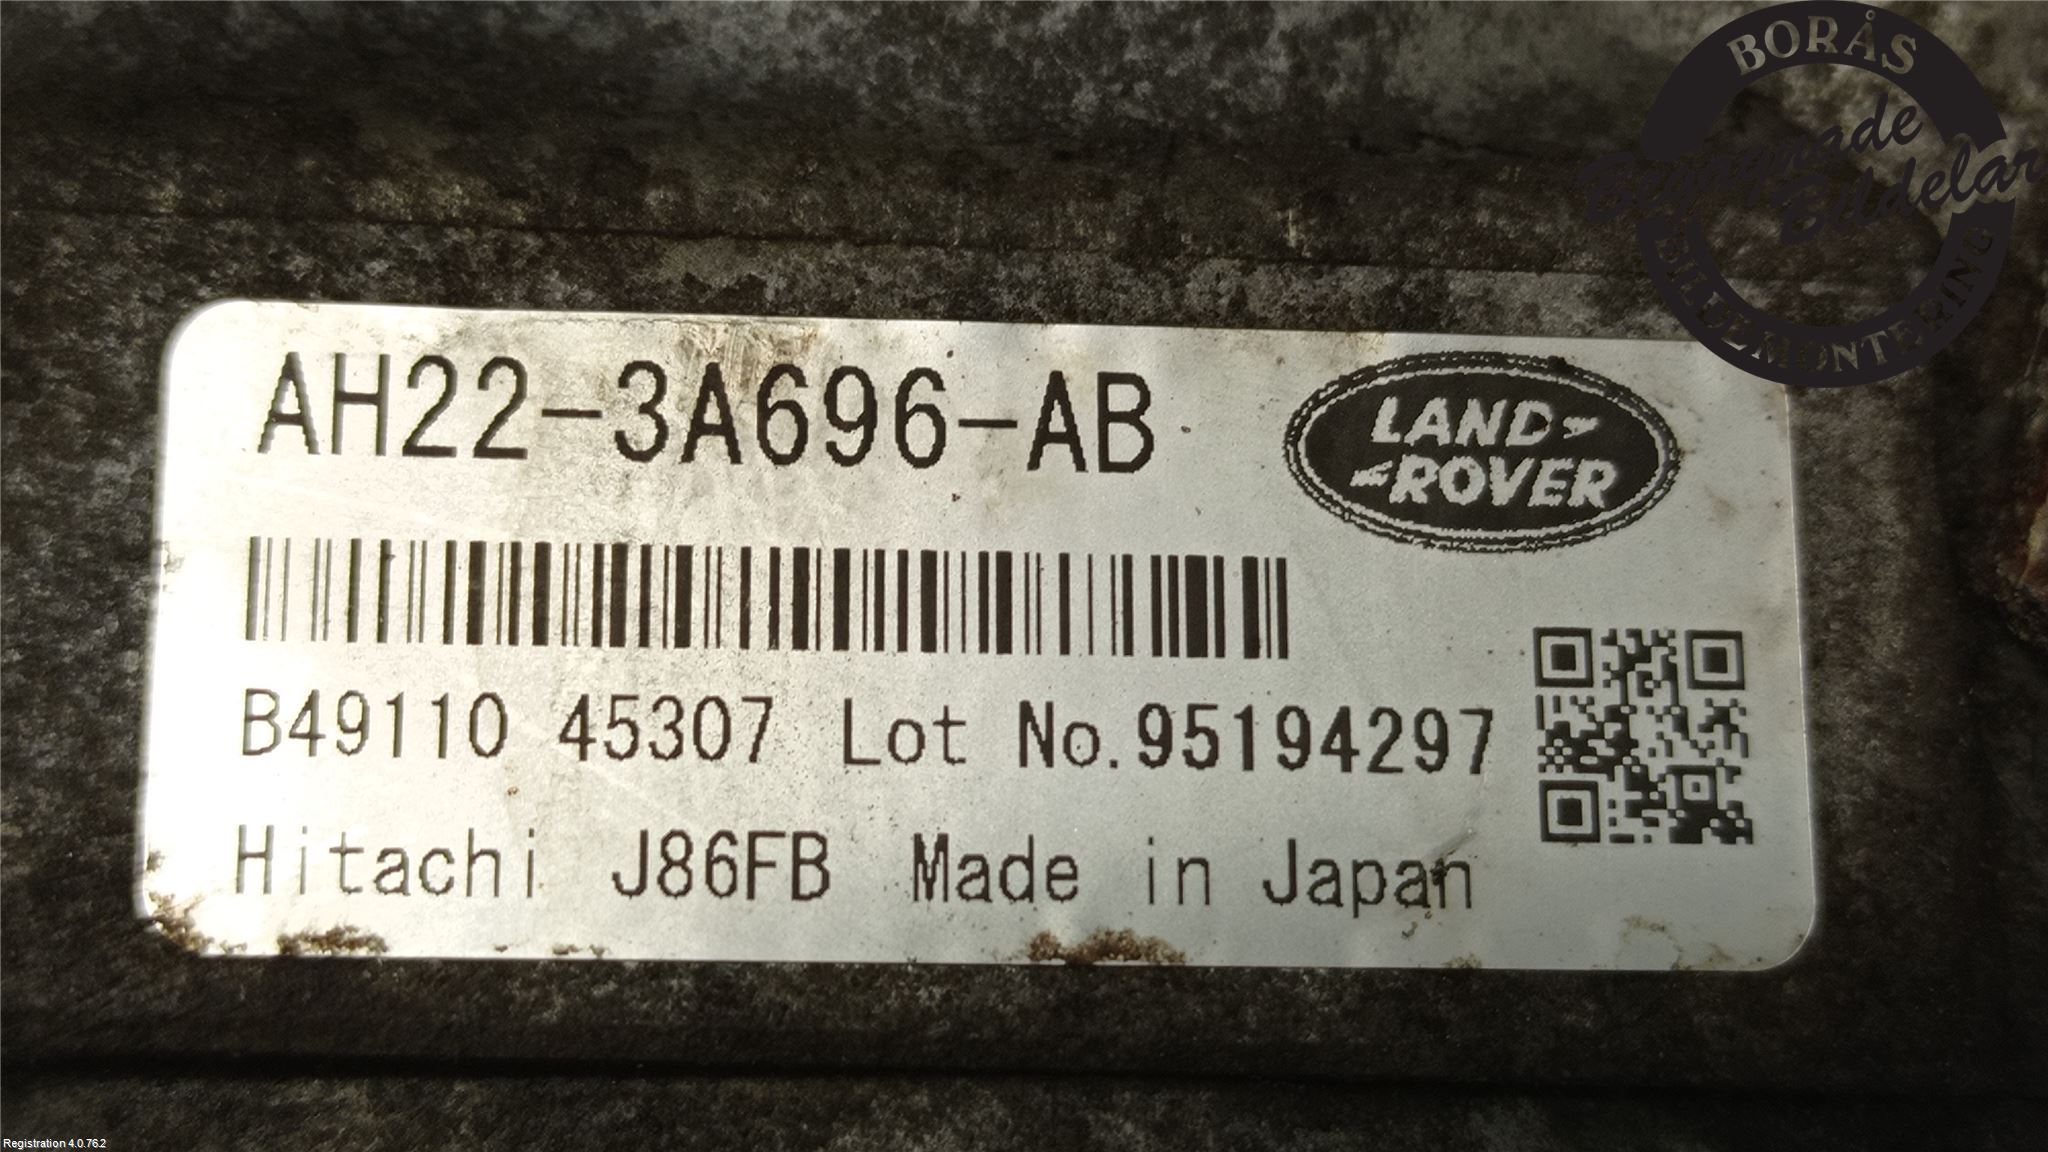 BORÅS
Begagnade
Bildelar
BILDEMONTERING
AH22-3A696-AB
LAND
ROVER
B49110 45307 Lot No.95194297
Hitachi J86FB Made in Japan
Registration 4.0.76.2